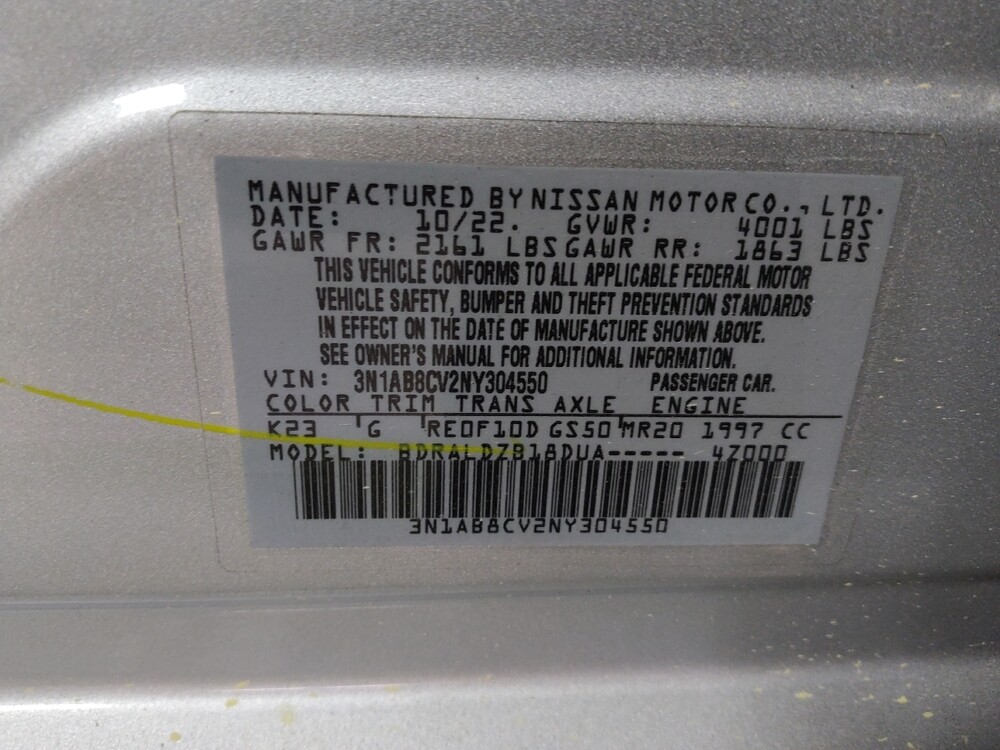 MANUFACTURED BY NISSAN MOTOR CO., LTD.
DATE: 10/22. GVWR: 4001 LBS
GAWR FR: 2161 LBS GAWR RR: 1863 LBS
THIS VEHICLE CONFORMS TO ALL APPLICABLE FEDERAL MOTOR
VEHICLE SAFETY, BUMPER AND THEFT PREVENTION STANDARDS
IN EFFECT ON THE DATE OF MANUFACTURE SHOWN ABOVE.
SEE OWNER'S MANUAL FOR ADDITIONAL INFORMATION.
VIN: 3N1AB8CV2NY304550 PASSENGER CAR.
COLOR TRIM TRANS AXLE ENGINE
K23 'G 'RE0F10D GS50'MR20 1997 CC
MODEL: BDRALDZB18DUA----- 4Z000
3N1AB8CV2NY304550